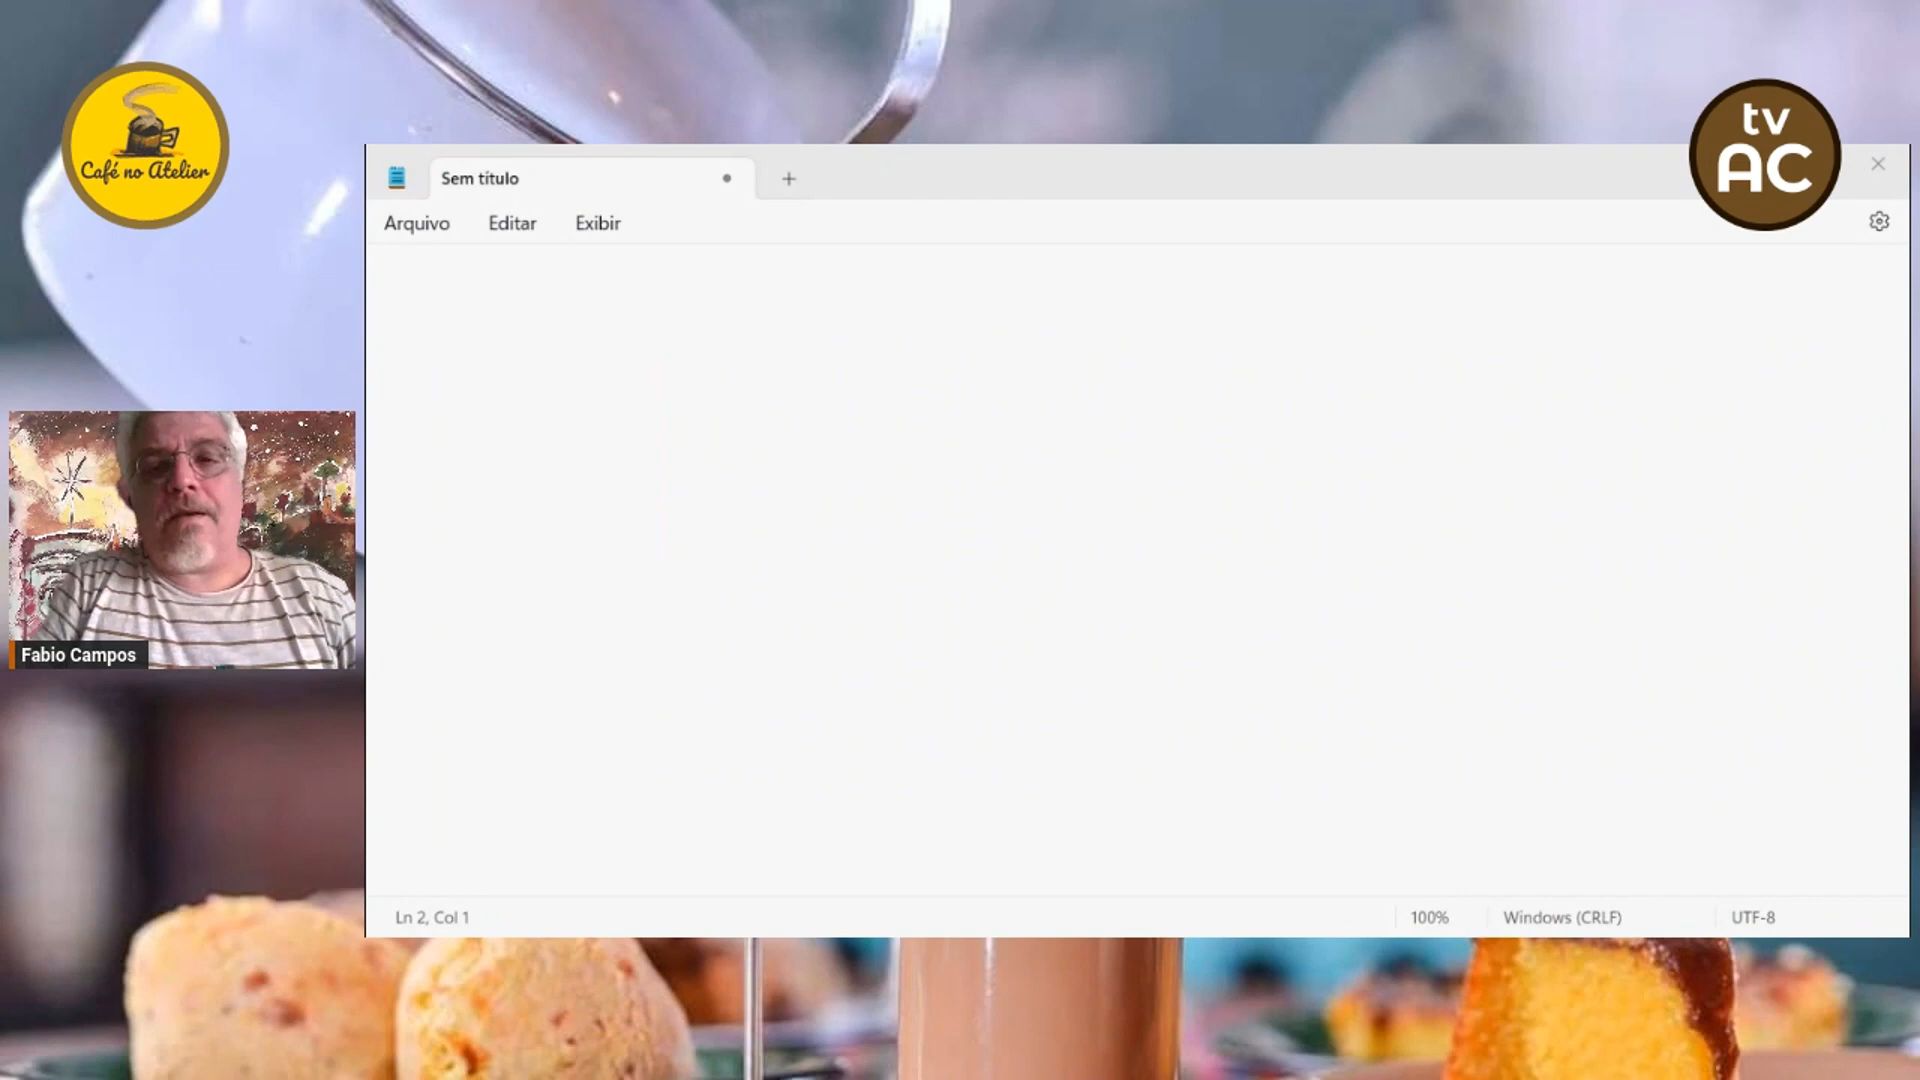 Café no Atelier
tv
AC
Sem título
Arquivo Editar Exibir
Fabio Campos
Ln 2, Col 1
100%
Windows (CRLF)
UTF-8